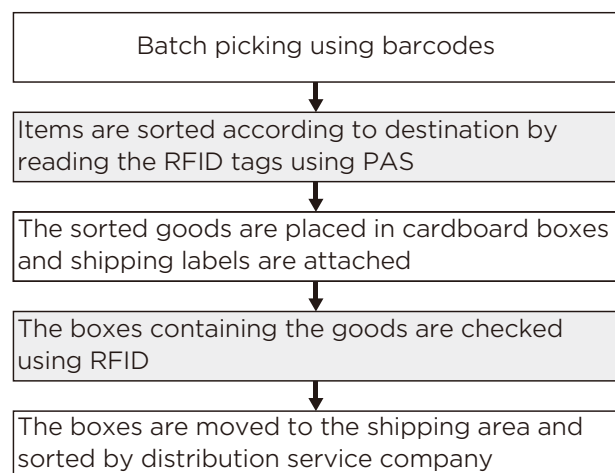 Batch picking using barcodes
Items are sorted according to destination by
reading the RFID tags using PAS
The sorted goods are placed in cardboard boxes
and shipping labels are attached
The boxes containing the goods are checked
using RFID
The boxes are moved to the shipping area and
sorted by distribution service company